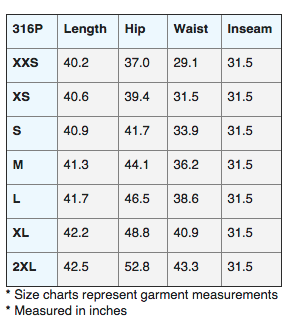 316P Length Hip Waist Inseam
XXS 40.2 37.0 29.1 31.5
XS 40.6 39.4 31.5 31.5
S 40.9 41.7 33.9 31.5
M 41.3 44.1 36.2 31.5
L 41.7 46.5 38.6 31.5
XL 42.2 48.8 40.9 31.5
2XL 42.5 52.8 43.3 31.5
* Size charts represent garment measurements
* Measured in inches